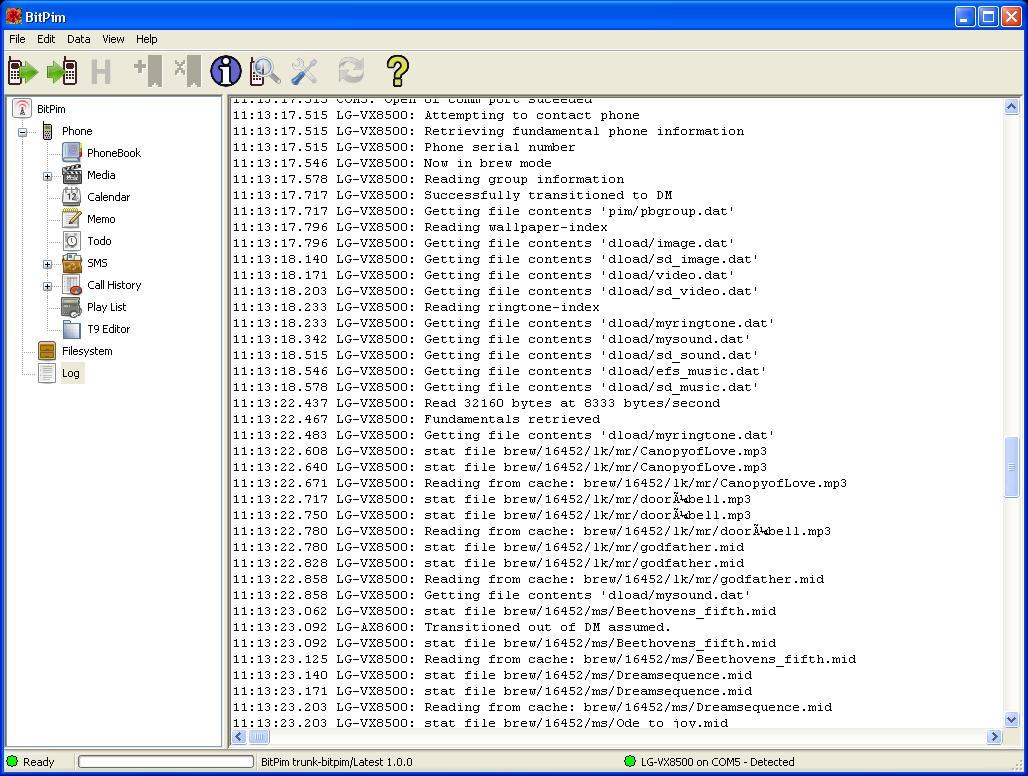 BitPim
File Edit Data View Help
BitPim
Phone
PhoneBook
Media
Calendar
Memo
Todo
SMS
Call History
Play List
T9 Editor
Filesystem
Log
11:13:17.515 COM5: Open of comm port suceeded
11:13:17.515 LG-VX8500: Attempting to contact phone
11:13:17.515 LG-VX8500: Retrieving fundamental phone information
11:13:17.515 LG-VX8500: Phone serial number
11:13:17.546 LG-VX8500: Now in brew mode
11:13:17.578 LG-VX8500: Reading group information
11:13:17.717 LG-VX8500: Successfully transitioned to DM
11:13:17.717 LG-VX8500: Getting file contents 'pim/pbgroup.dat'
11:13:17.796 LG-VX8500: Reading wallpaper-index
11:13:17.796 LG-VX8500: Getting file contents 'dload/image.dat'
11:13:18.140 LG-VX8500: Getting file contents 'dload/sd_image.dat'
11:13:18.171 LG-VX8500: Getting file contents 'dload/video.dat'
11:13:18.203 LG-VX8500: Getting file contents 'dload/sd_video.dat'
11:13:18.233 LG-VX8500: Reading ringtone-index
11:13:18.233 LG-VX8500: Getting file contents 'dload/myringtone.dat'
11:13:18.342 LG-VX8500: Getting file contents 'dload/mysound.dat'
11:13:18.515 LG-VX8500: Getting file contents 'dload/sd_sound.dat'
11:13:18.546 LG-VX8500: Getting file contents 'dload/efs_music.dat'
11:13:18.578 LG-VX8500: Getting file contents 'dload/sd_music.dat'
11:13:22.437 LG-VX8500: Read 32160 bytes at 8333 bytes/second
11:13:22.467 LG-VX8500: Fundamentals retrieved
11:13:22.483 LG-VX8500: Getting file contents 'dload/myringtone.dat'
11:13:22.608 LG-VX8500: stat file brew/16452/lk/mr/CanopyofLove.mp3
11:13:22.640 LG-VX8500: stat file brew/16452/lk/mr/CanopyofLove.mp3
11:13:22.671 LG-VX8500: Reading from cache: brew/16452/lk/mr/CanopyofLove.mp3
11:13:22.717 LG-VX8500: stat file brew/16452/lk/mr/doorÃ¼bell.mp3
11:13:22.750 LG-VX8500: stat file brew/16452/lk/mr/doorÃ¼bell.mp3
11:13:22.780 LG-VX8500: Reading from cache: brew/16452/lk/mr/doorÃ¼bell.mp3
11:13:22.780 LG-VX8500: stat file brew/16452/lk/mr/godfather.mid
11:13:22.828 LG-VX8500: stat file brew/16452/lk/mr/godfather.mid
11:13:22.858 LG-VX8500: Reading from cache: brew/16452/lk/mr/godfather.mid
11:13:22.858 LG-VX8500: Getting file contents 'dload/mysound.dat'
11:13:23.062 LG-VX8500: stat file brew/16452/ms/Beethovens_fifth.mid
11:13:23.092 LG-AX8600: Transitioned out of DM assumed.
11:13:23.092 LG-VX8500: stat file brew/16452/ms/Beethovens_fifth.mid
11:13:23.125 LG-VX8500: Reading from cache: brew/16452/ms/Beethovens_fifth.mid
11:13:23.140 LG-VX8500: stat file brew/16452/ms/Dreamsequence.mid
11:13:23.171 LG-VX8500: stat file brew/16452/ms/Dreamsequence.mid
11:13:23.203 LG-VX8500: Reading from cache: brew/16452/ms/Dreamsequence.mid
11:13:23.203 LG-VX8500: stat file brew/16452/ms/Ode to joy.mid
Ready BitPim trunk-bitpim/Latest 1.0.0 LG-VX8500 on COM5 - Detected